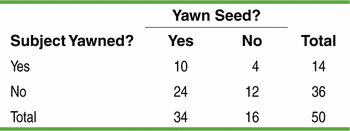 Yawn Seed?
Subject Yawned? Yes No Total
Yes 10 4 14
No 24 12 36
Total 34 16 50